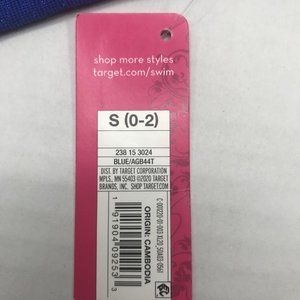 shop more styles
target.com/swim
S (0-2)
238 15 3024
BLUE/AGB44T
DIST. BY TARGET CORPORATION
MPLS, MN 55403 ©2020 TARGET
BRANDS, INC. SHOP TARGET.COM
ORIGIN: CAMBODIA